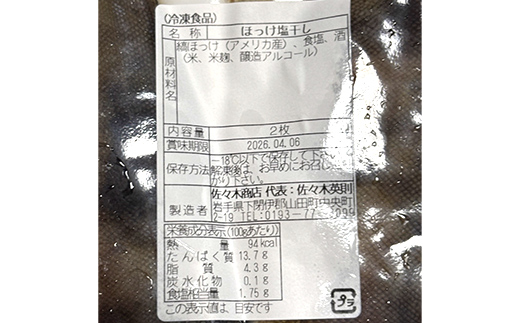 (冷凍食品)
名称 ほっけ塩干し
原材料名 縞ほっけ(アメリカ産)、食塩、酒
(米、米麹、醸造アルコール)
内容量 2枚
賞味期限 2026.04.06
保存方法 -18℃以下で保存して下さ
解凍後は、お早めにお召し
がり下さい。
製造者 佐々木商店 代表:佐々木英則
岩手県下閉伊郡山田町中央町
2-19 TEL:0193-77-
栄養成分表示(100gあたり)
熱量 94kcal
たんぱく質 13.7g
脂質 4.3g
炭水化物 0.1g
食塩相当量 1.75g
この表示値は、目安です
プラ